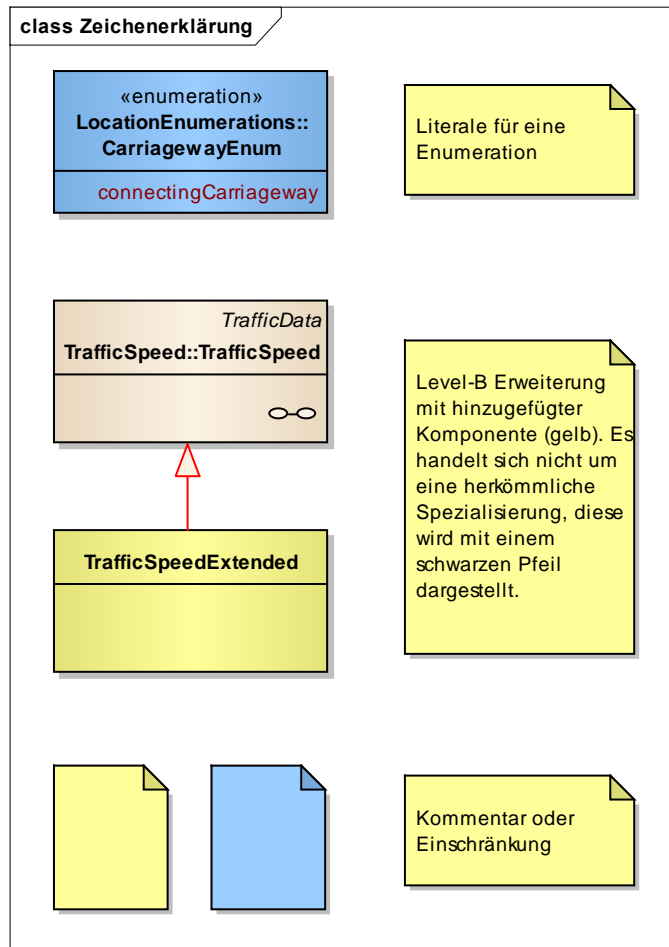 class Zeichenerklärung
«enumeration»
LocationEnumerations::
CarriagewayEnum
connectingCarriageway
Literale für eine
Enumeration
TrafficData
TrafficSpeed::TrafficSpeed
Level-B Erweiterung
mit hinzugefügter
Komponente (gelb). Es
handelt sich nicht um
eine herkömmliche
Spezialisierung, diese
wird mit einem
schwarzen Pfeil
dargestellt.
TrafficSpeedExtended
Kommentar oder
Einschränkung